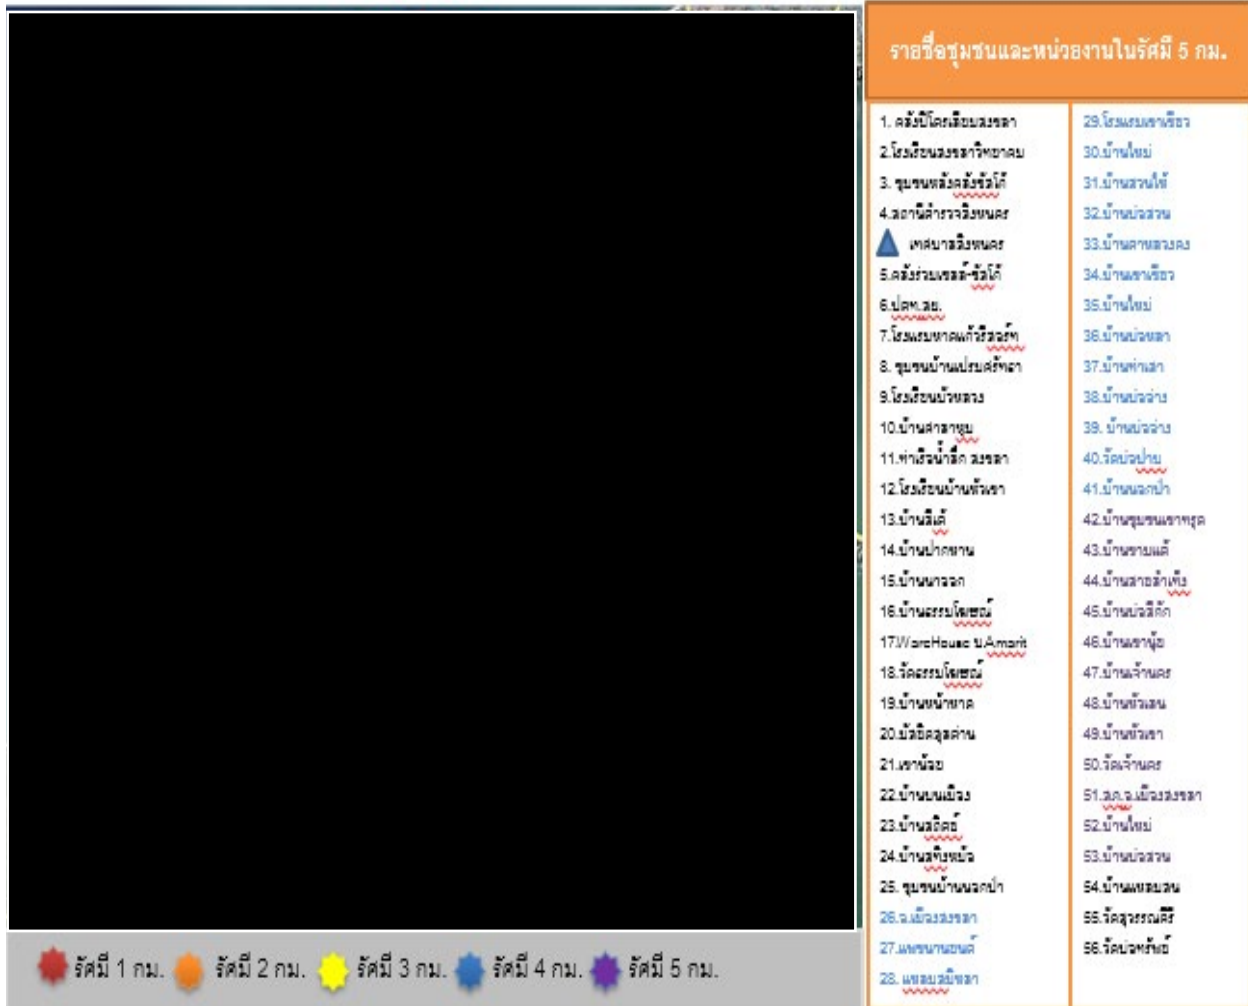 รายชื่อชุมชนและหน่วยงานในรัศมี 5 กม.
1. คลังปิโตรเลียมสงขลา
2.โรงเรียนสงขลาวิทยาคม
3. ชุมชนหลังคลังชัลโก้
4.สถานีตำรวจสิงหนคร
เทศบาลสิงหนคร
5.คลังร่วมเชลล์-ชัลโก้
6.ปตท.สผ.
7.โรงแรมหาดแก้วรีสอร์ท
8. ชุมชนบ้านเปรมศรัทธา
9.โรงเรียนบัวหลวง
10.บ้านศาลาหูบ
11.ท่าเรือน้ำลึก สงขลา
12.โรงเรียนบ้านหัวเขา
13.บ้านลีเด้
14.บ้านปากชาน
15.บ้านนาออก
16.บ้านธรรมโฆษณ์
17.WareHouse บ.Amarit
18.วัดธรรมโฆษณ์
19.บ้านหน้าหาด
20.มัสยิดสุลต่าน
21.เขาน้อย
22.บ้านบนเมือง
23.บ้านสถิตย์
24.บ้านสทิงหม้อ
25. ชุมชนบ้านนอกป่า
26.อ.เมืองสงขลา
27.แพขนานยนต์
28. แหลมสมิหลา
29.โรงแรมเขาเขียว
30.บ้านใหม่
31.บ้านสวนใต้
32.บ้านบ่อสวน
33.บ้านตาหลวงคง
34.บ้านเขาเขียว
35.บ้านใหม่
36.บ้านบ่อหลา
37.บ้านท่าเสา
38.บ้านบ่ออ่าง
39. บ้านบ่ออ่าง
40.วัดบ่อปาบ
41.บ้านนอกป่า
42.บ้านชุมชนเขาทรุด
43.บ้านขามแต้
44.บ้านสายลำเท็ง
45.บ้านบ่อสีคัด
46.บ้านเขานุ้ย
47.บ้านเจ้านคร
48.บ้านหัวเลน
49.บ้านหัวเขา
50.วัดเจ้านคร
51.ส.ต.อ.เมืองสงขลา
52.บ้านใหม่
53.บ้านบ่อสวน
54.บ้านแหลมสน
55.วัดสุวรรณคีรี
56.วัดบ่อทรัพย์
รัศมี 1 กม. รัศมี 2 กม. รัศมี 3 กม. รัศมี 4 กม. รัศมี 5 กม.